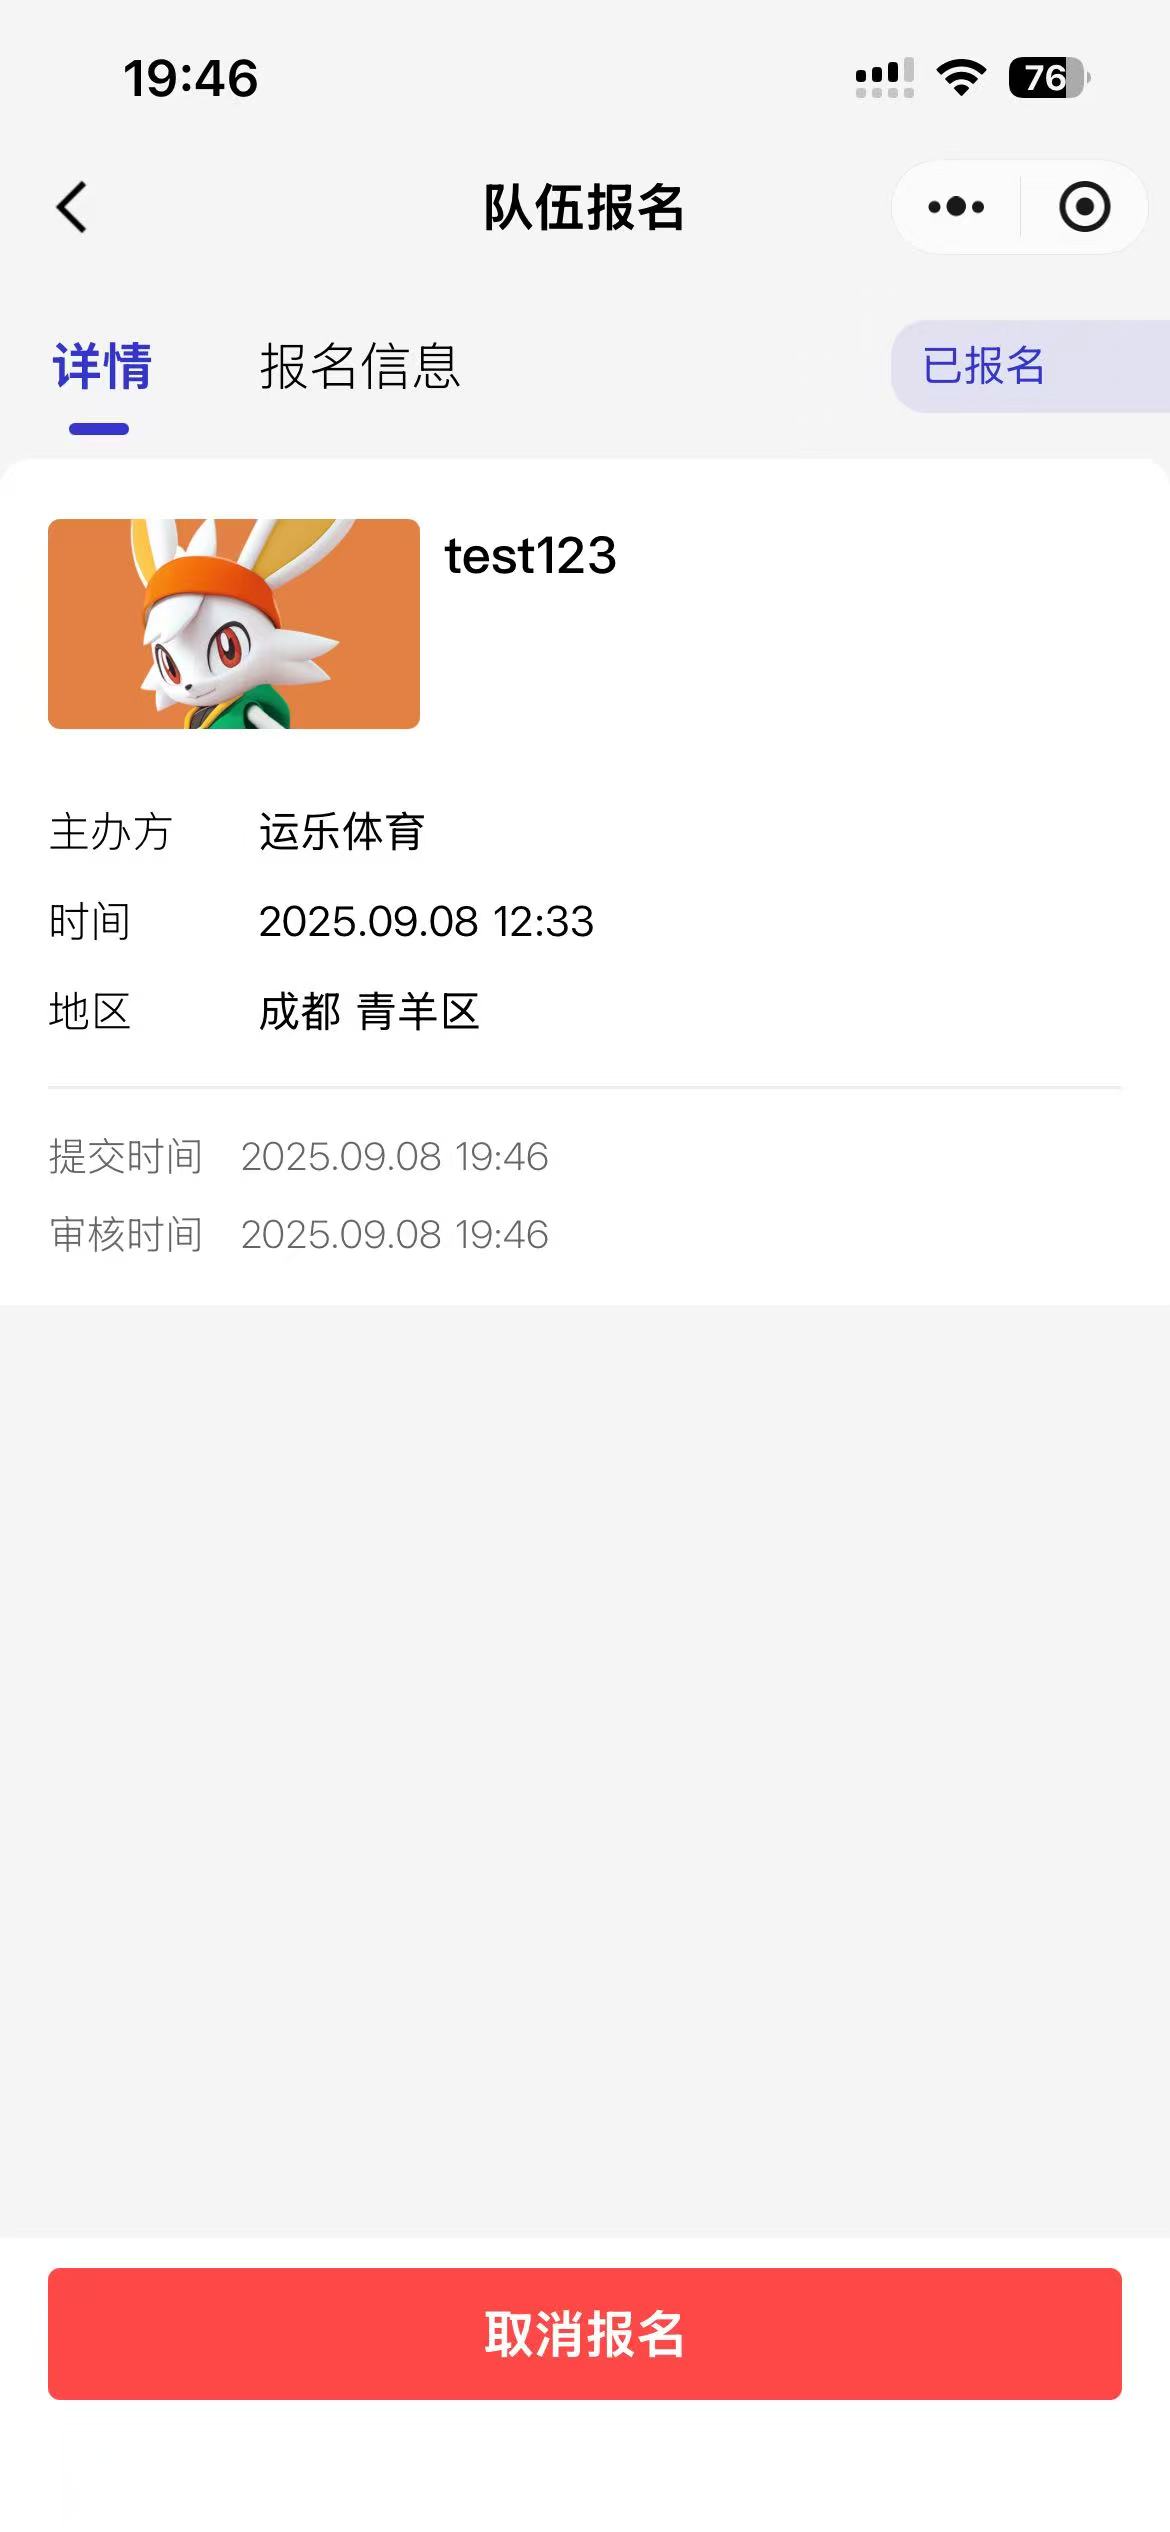 19:46
76
队伍报名
详情 报名信息 已报名
test123
主办方 运乐体育
时间 2025.09.08 12:33
地区 成都 青羊区
提交时间 2025.09.08 19:46
审核时间 2025.09.08 19:46
取消报名